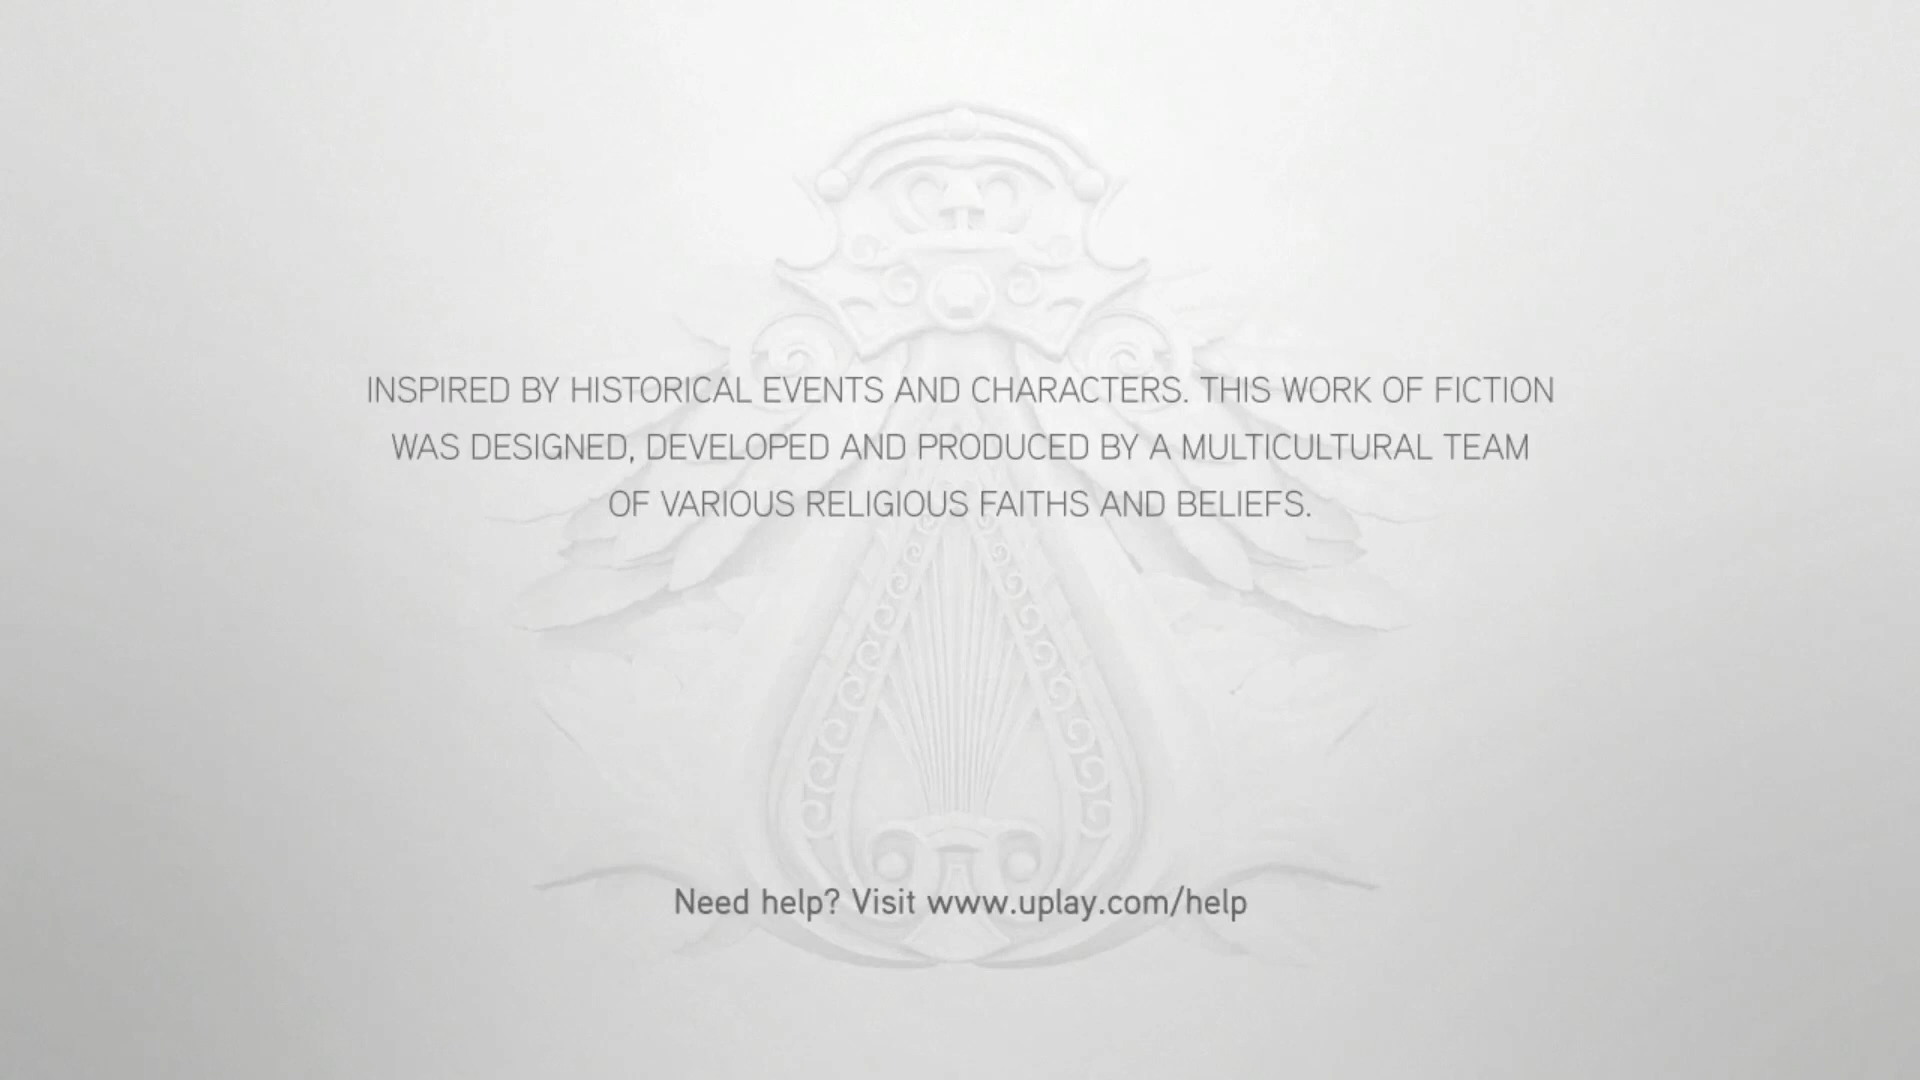 INSPIRED BY HISTORICAL EVENTS AND CHARACTERS. THIS WORK OF FICTION
WAS DESIGNED, DEVELOPED AND PRODUCED BY A MULTICULTURAL TEAM
OF VARIOUS RELIGIOUS FAITHS AND BELIEFS.
Need help? Visit www.uplay.com/help